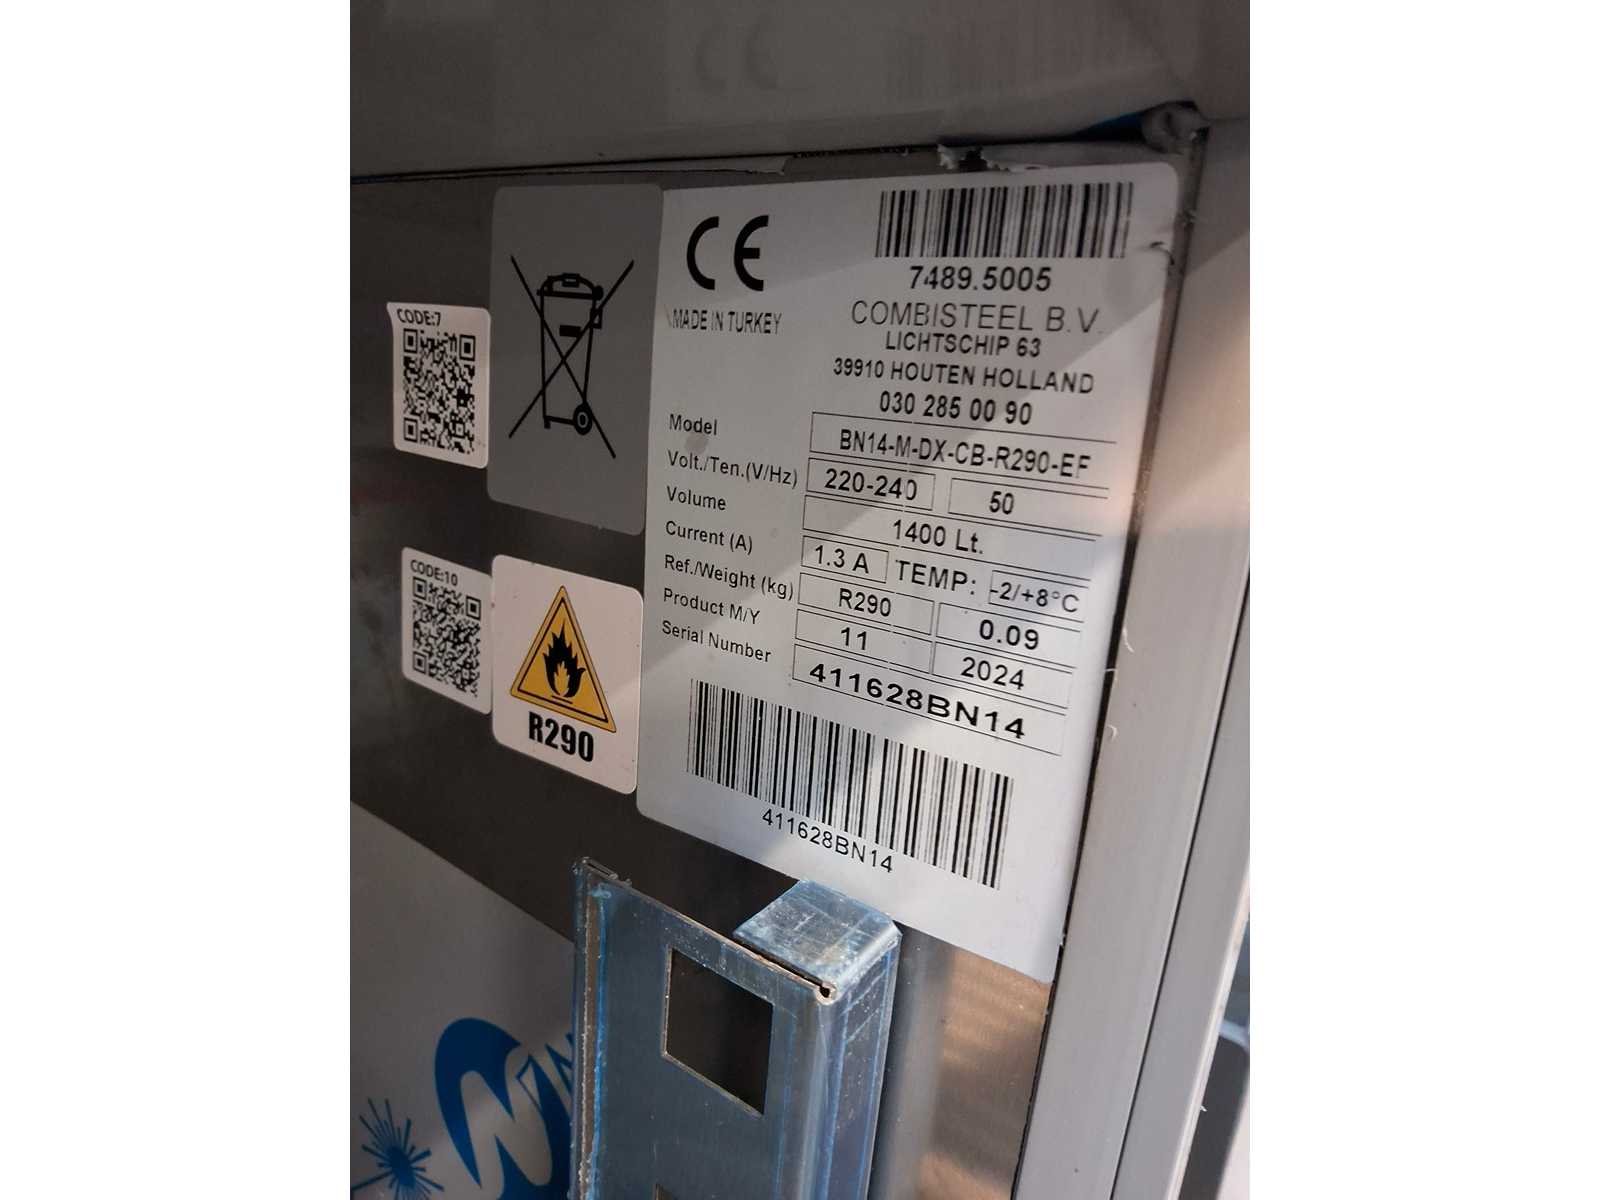 CE
MADE IN TURKEY
7489.5005
COMBISTEEL B.V.
LICHTSCHIP 63
39910 HOUTEN HOLLAND
030 285 00 90
Model BN14-M-DX-CB-R290-EF
Volt./Ten.(V/Hz) 220-240 50
Volume 1400 Lt.
Current (A) 1.3 A TEMP: -2/+8°C
Ref./Weight (kg) R290 0.09
Product M/Y 11 2024
Serial Number 411628BN14
411628BN14
CODE:7
CODE:10
R290